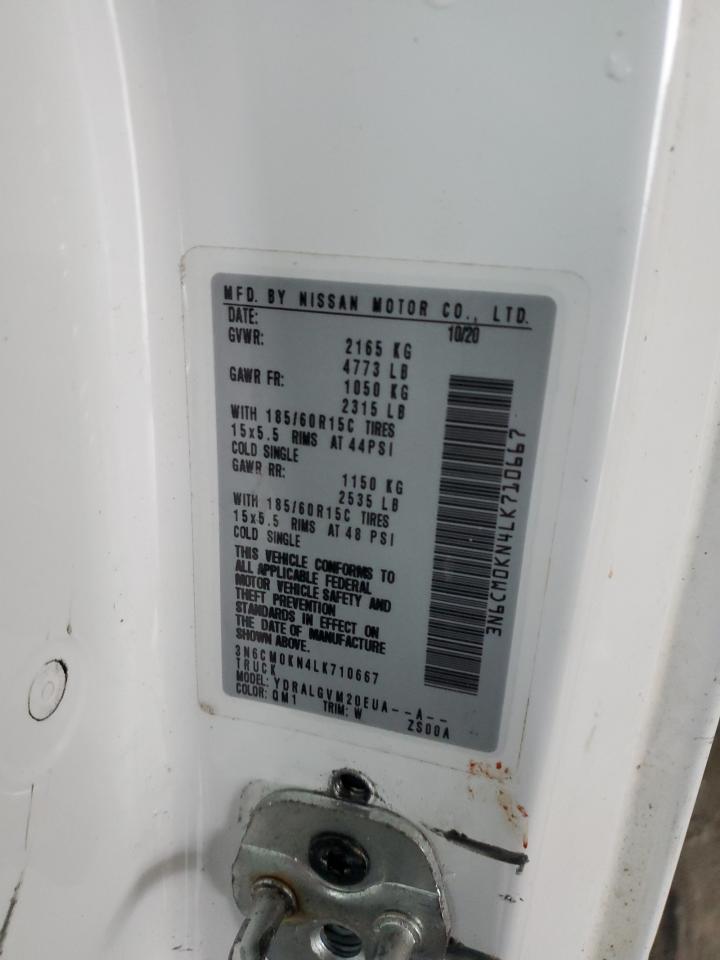 MFD. BY NISSAN MOTOR CO., LTD.
DATE: 10/20
GVWR: 2165 KG
4773 LB
GAWR FR: 1050 KG
2315 LB
WITH 185/60R15C TIRES
15x5.5 RIMS AT 44PSI
COLD SINGLE
GAWR RR: 1150 KG
2535 LB
WITH 185/60R15C TIRES
15x5.5 RIMS AT 48 PSI
COLD SINGLE
THIS VEHICLE CONFORMS TO
ALL APPLICABLE FEDERAL
MOTOR VEHICLE SAFETY AND
THEFT PREVENTION
STANDARDS IN EFFECT ON
THE DATE OF MANUFACTURE
SHOWN ABOVE.
3N6CM0KN4LK710667
TRUCK
MODEL: YDRALGVM20EUA--A--
COLOR: QM1 TRIM: W ZS00A
3N6CM0KN4LK710667